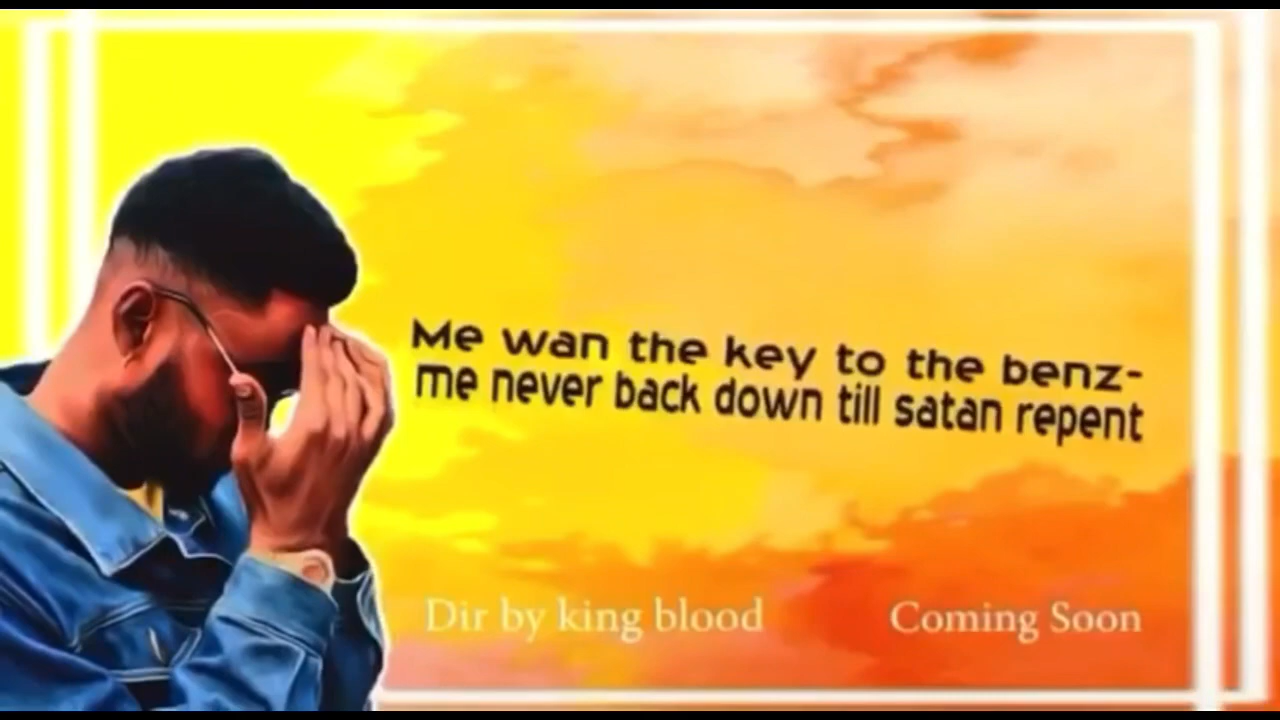 Me wan the key to the benz-
me never back down till satan repent
Dir by king blood
Coming Soon